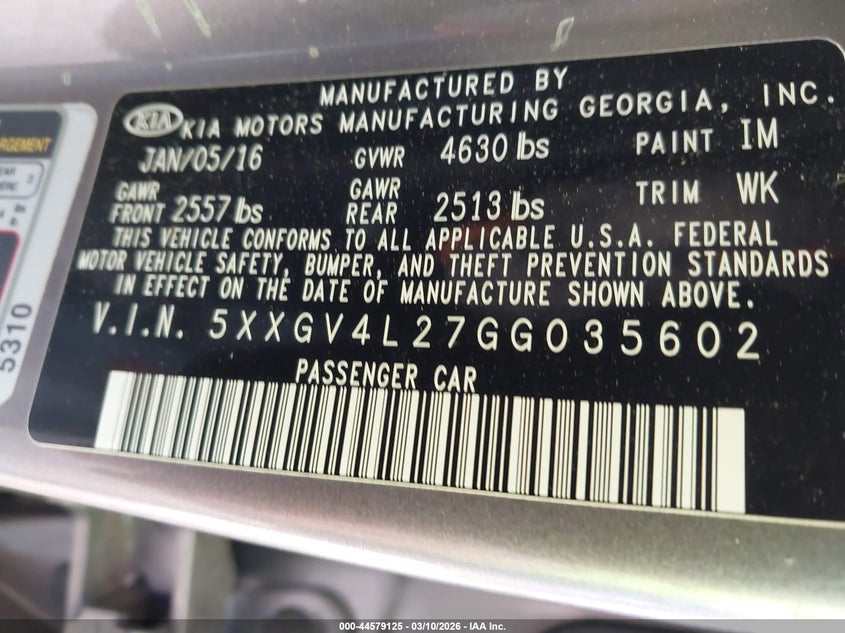 MANUFACTURED BY
KIA KIA MOTORS MANUFACTURING GEORGIA, INC.
JAN/05/16 GVWR 4630 lbs PAINT IM
GAWR FRONT 2557 lbs GAWR REAR 2513 lbs TRIM WK
THIS VEHICLE CONFORMS TO ALL APPLICABLE U.S.A. FEDERAL
MOTOR VEHICLE SAFETY, BUMPER, AND THEFT PREVENTION STANDARDS
IN EFFECT ON THE DATE OF MANUFACTURE SHOWN ABOVE.
V.I.N. 5XXGV4L27GG035602
PASSENGER CAR
5310
000-44579125 | 03/10/2026 | IAA Inc.